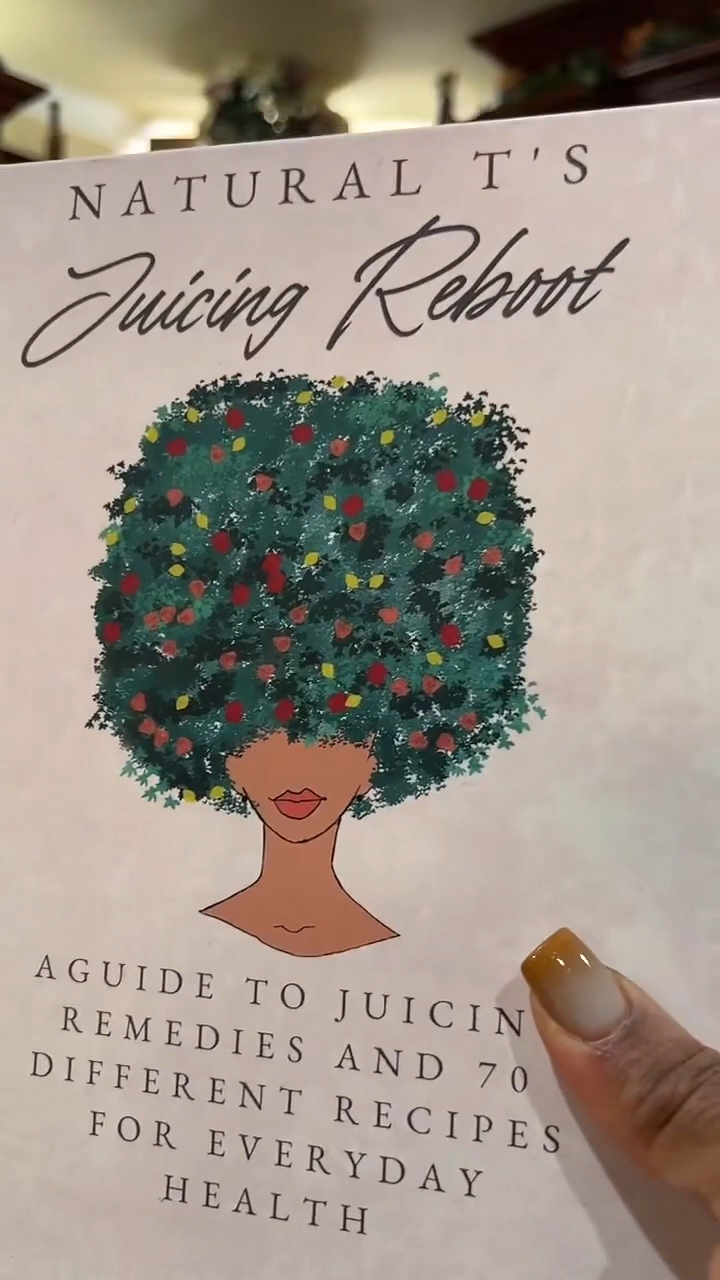 NATURAL T'S
Juicing Reboot
AGUIDE TO JUICIN
REMEDIES AND 70
DIFFERENT RECIPES
FOR EVERYDAY
HEALTH